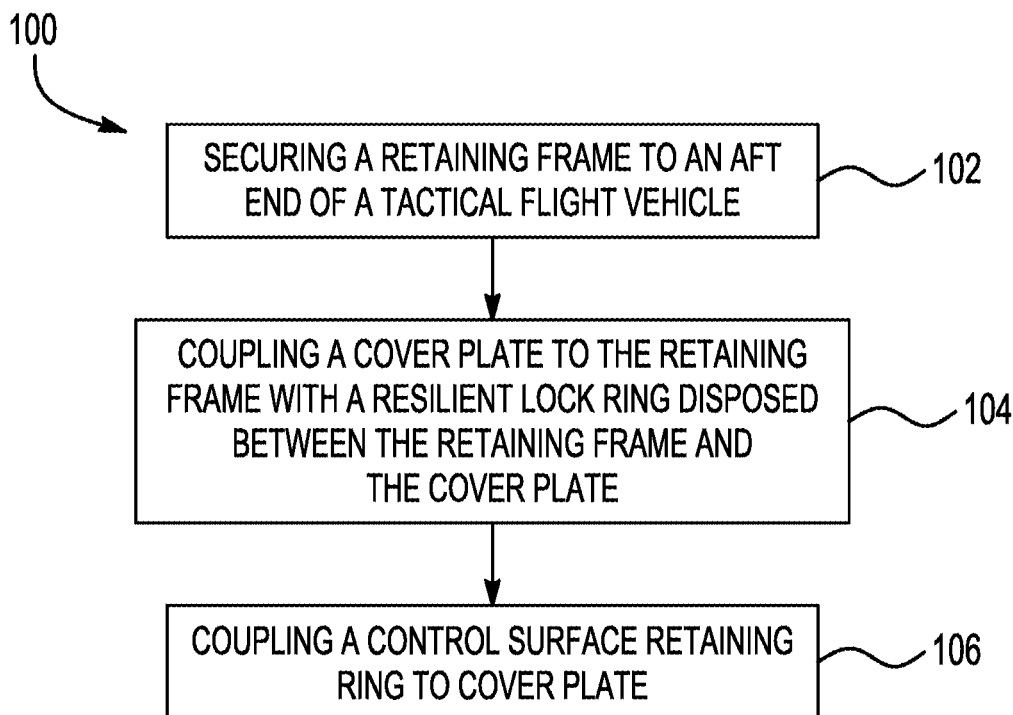 100
SECURING A RETAINING FRAME TO AN AFT
END OF A TACTICAL FLIGHT VEHICLE
102
COUPLING A COVER PLATE TO THE RETAINING
FRAME WITH A RESILIENT LOCK RING DISPOSED
BETWEEN THE RETAINING FRAME AND
THE COVER PLATE
104
COUPLING A CONTROL SURFACE RETAINING
RING TO COVER PLATE
106